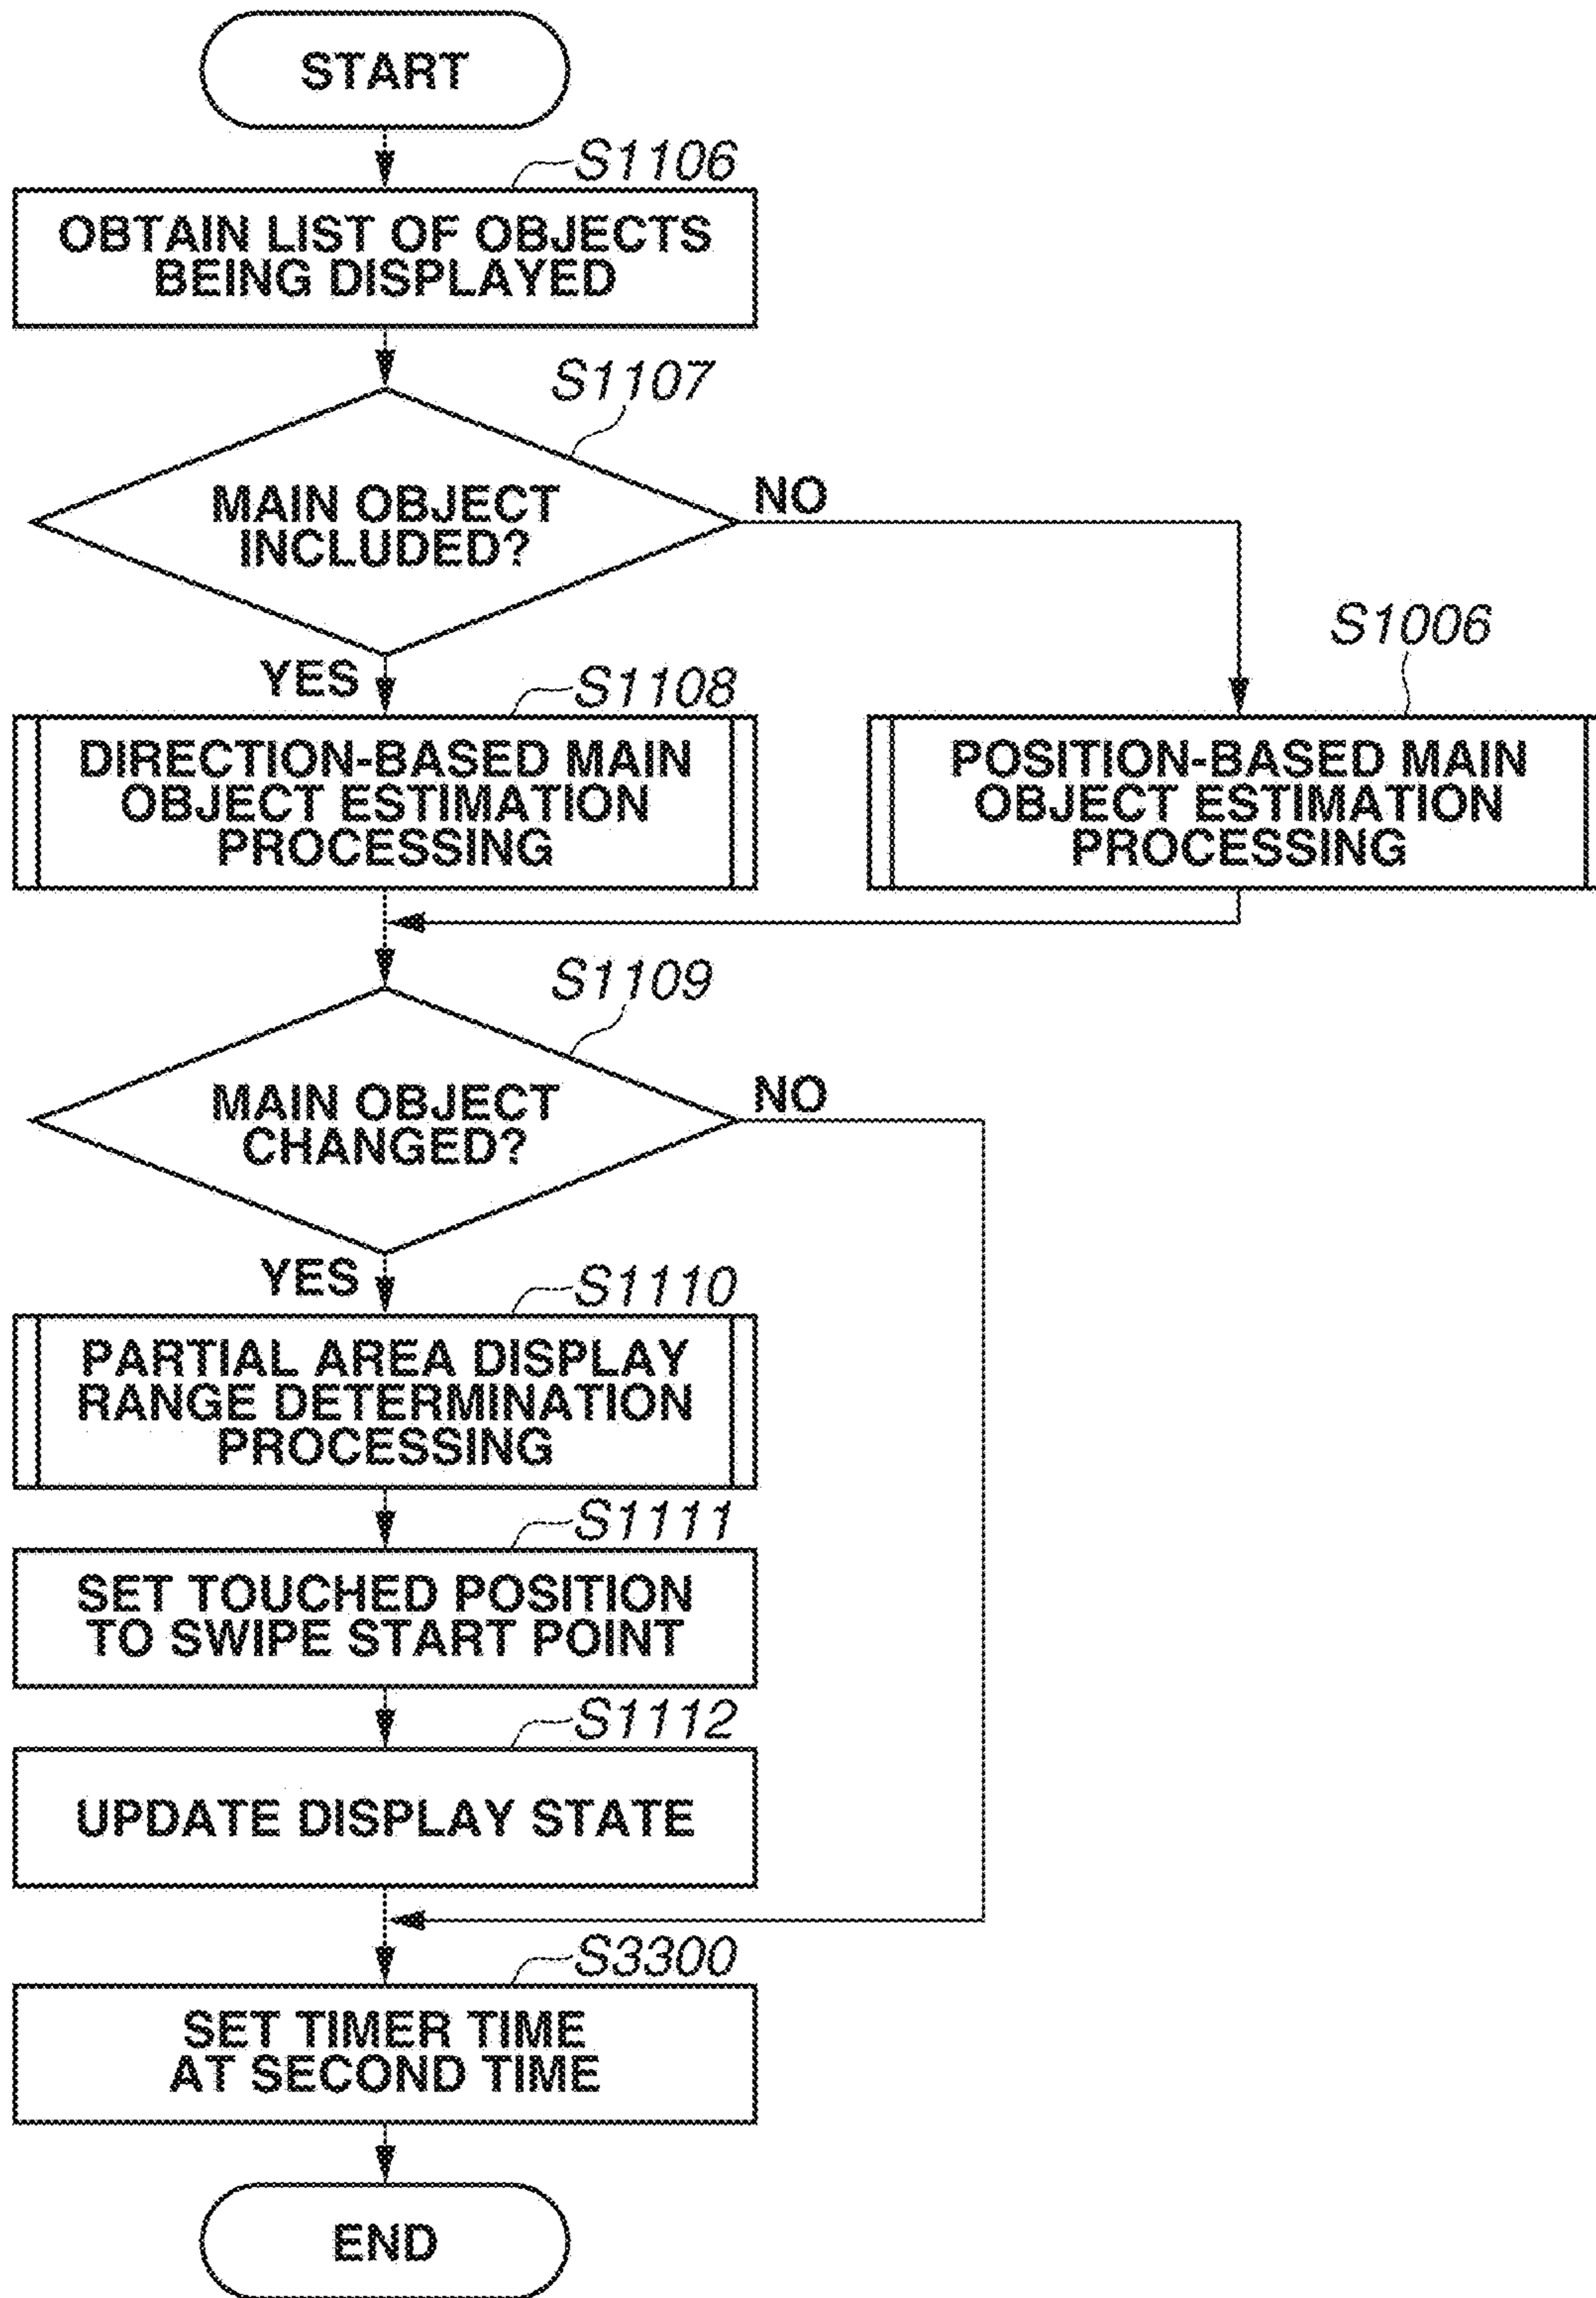 START
S1106
OBTAIN LIST OF OBJECTS
BEING DISPLAYED
S1107
MAIN OBJECT
INCLUDED?
NO
YES
S1108
DIRECTION-BASED MAIN
OBJECT ESTIMATION
PROCESSING
S1006
POSITION-BASED MAIN
OBJECT ESTIMATION
PROCESSING
S1109
MAIN OBJECT
CHANGED?
NO
YES
S1110
PARTIAL AREA DISPLAY
RANGE DETERMINATION
PROCESSING
S1111
SET TOUCHED POSITION
TO SWIPE START POINT
S1112
UPDATE DISPLAY STATE
S3300
SET TIMER TIME
AT SECOND TIME
END